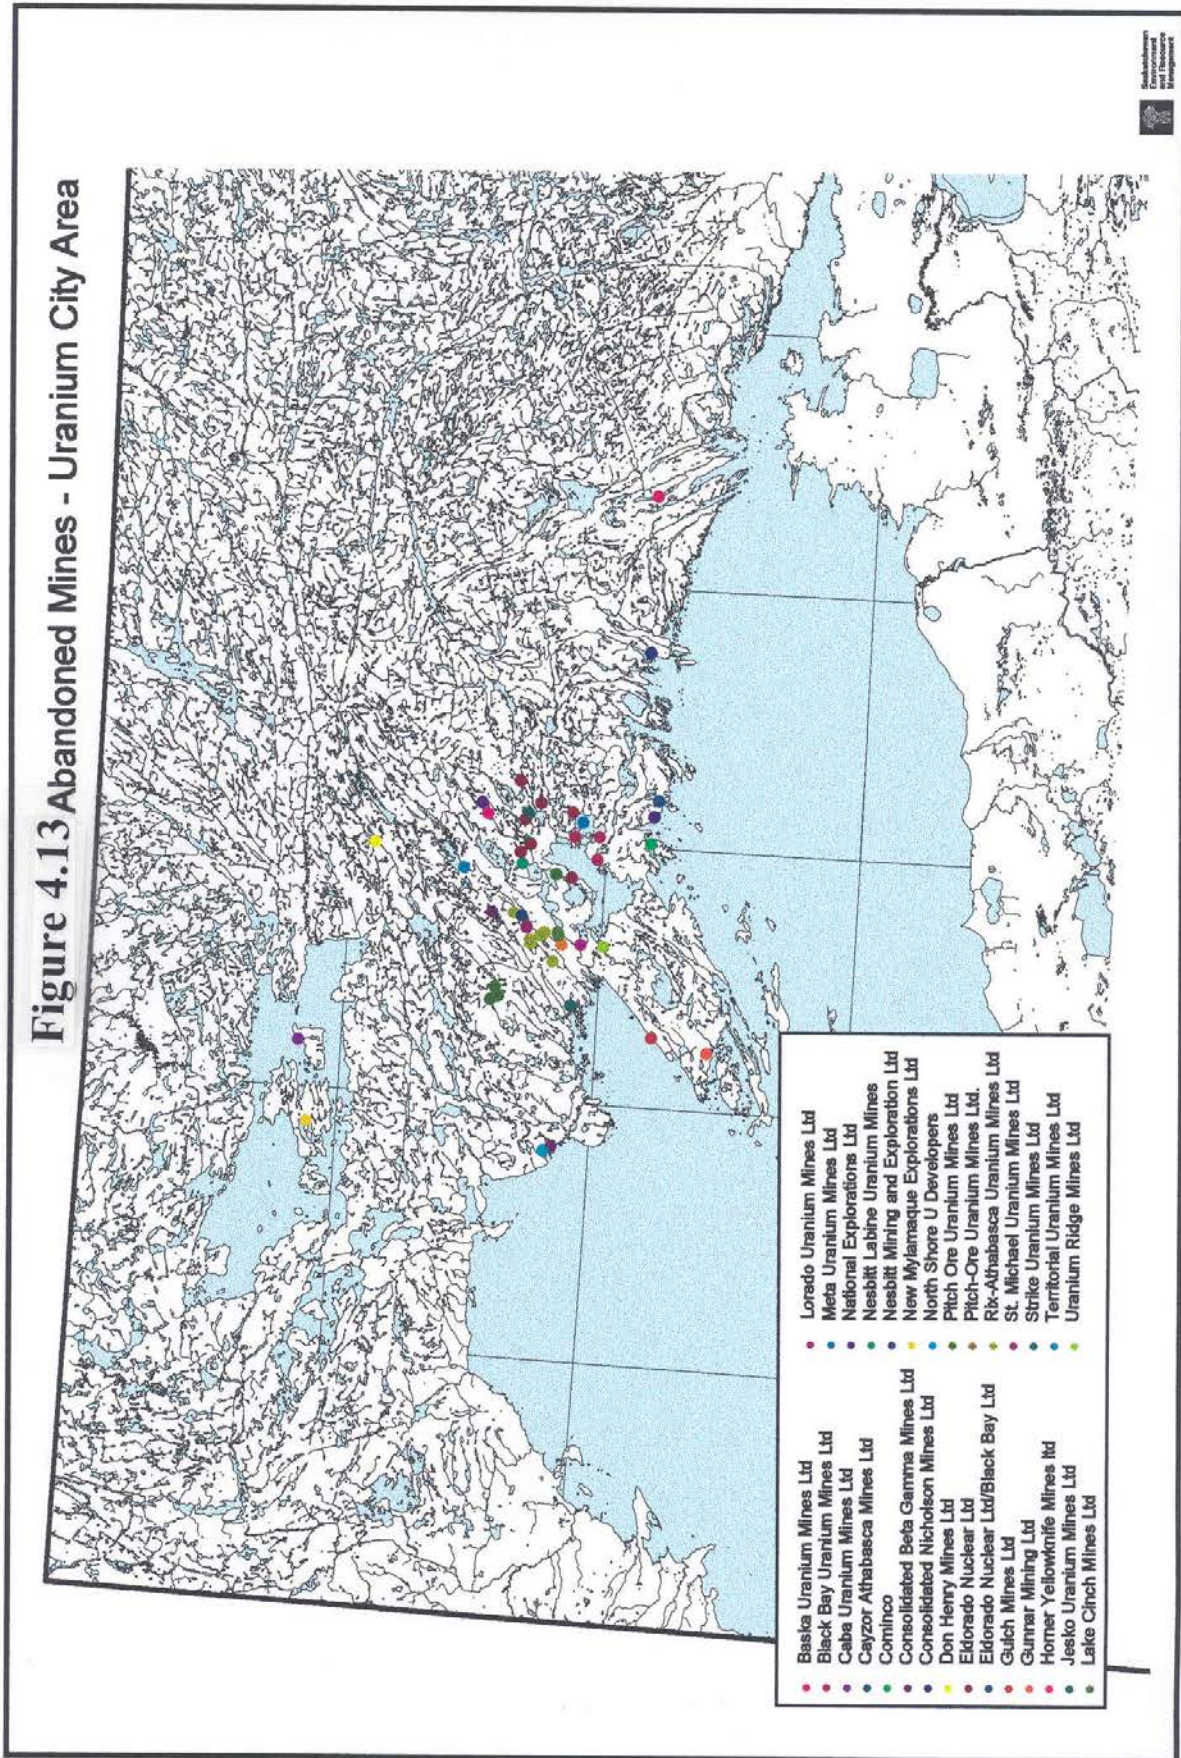 Figure 4.13 Abandoned Mines - Uranium City Area
Baska Uranium Mines Ltd
Black Bay Uranium Mines Ltd
Caba Uranium Mines Ltd
Cayzor Athabasca Mines Ltd
Cominco
Consolidated Beta Gamma Mines Ltd
Consolidated Nicholson Mines Ltd
Don Henry Mines Ltd
Eldorado Nuclear Ltd
Eldorado Nuclear Ltd/Black Bay Ltd
Gulch Mines Ltd
Gunnar Mining Ltd
Homer Yellowknife Mines ltd
Jesko Uranium Mines Ltd
Lake Cinch Mines Ltd
Lorado Uranium Mines Ltd
Meta Uranium Mines Ltd
National Explorations Ltd
Nesbitt Labine Uranium Mines
Nesbitt Mining and Exploration Ltd
New Mylamaque Explorations Ltd
North Shore U Developers
Pitch Ore Uranium Mines Ltd
Pitch-Ore Uranium Mines Ltd.
Rix-Athabasca Uranium Mines Ltd
St. Michael Uranium Mines Ltd
Strike Uranium Mines Ltd
Territorial Uranium Mines Ltd
Uranium Ridge Mines Ltd
Saskatchewan
Environment
and Resource
Management